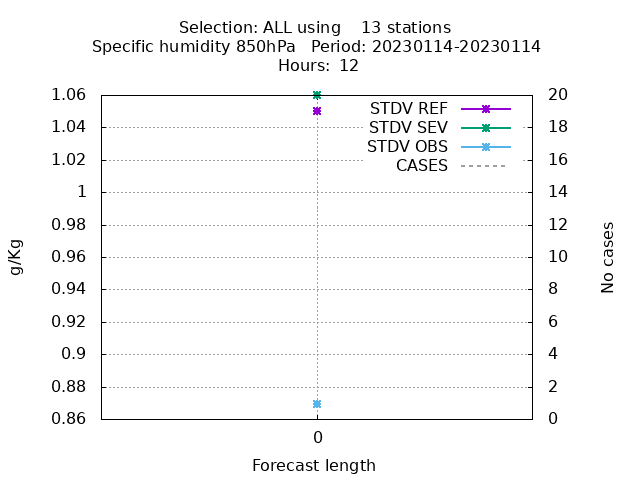 Selection: ALL using    13 stations
Specific humidity 850hPa   Period: 20230114-20230114
Hours: 12
STDV REF
STDV SEV
STDV OBS
CASES
1.06
1.04
1.02
1
0.98
0.96
0.94
0.92
0.9
0.88
0.86
g/Kg
20
18
16
14
12
10
8
6
4
2
0
No cases
0
Forecast length